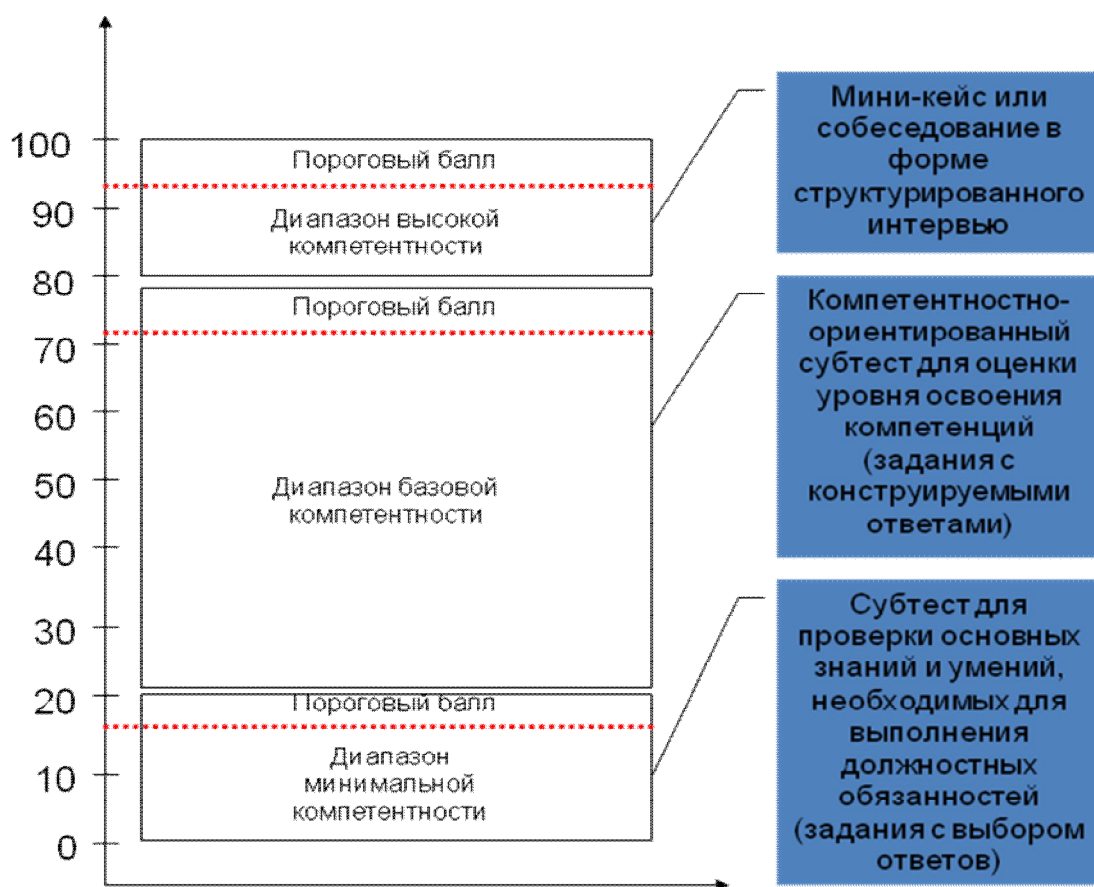 100
90
80
70
60
50
40
30
20
10
0
Пороговый балл
Диапазон высокой
компетентности
Пороговый балл
Диапазон базовой
компетентности
Пороговый балл
Диапазон
минимальной
компетентности
Мини-кейс или
собеседование в
форме
структурированного
интервью
Компетентностно-
ориентированный
субтест для оценки
уровня освоения
компетенций
(задания с
конструируемыми
ответами)
Субтест для
проверки основных
знаний и умений,
необходимых для
выполнения
должностных
обязанностей
(задания с выбором
ответов)